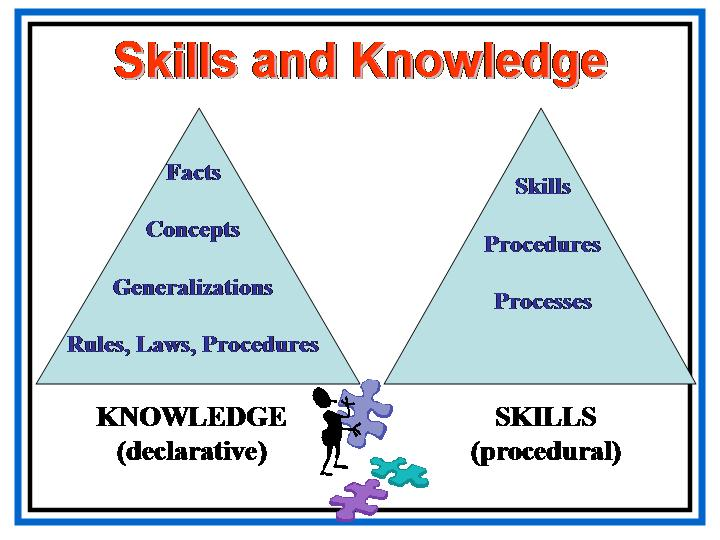 Skills and Knowledge
Facts
Concepts
Generalizations
Rules, Laws, Procedures
KNOWLEDGE
(declarative)
Skills
Procedures
Processes
SKILLS
(procedural)